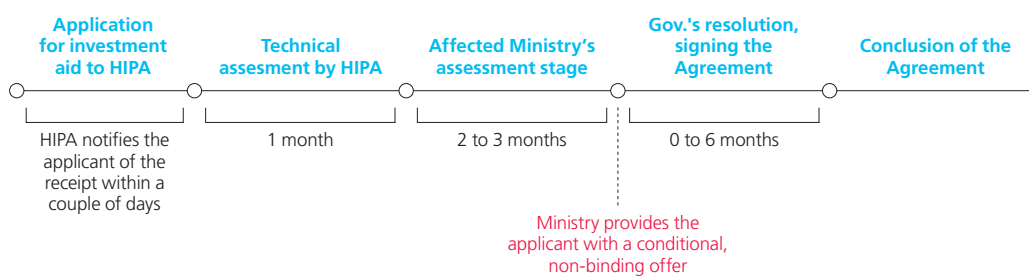 Application
for investment
aid to HIPA
Technical
assesment by HIPA
Affected Ministry’s
assessment stage
Gov.'s resolution,
signing the
Agreement
Conclusion of the
Agreement
HIPA notifies the
applicant of the
receipt within a
couple of days
1 month
2 to 3 months
0 to 6 months
Ministry provides the
applicant with a conditional,
non-binding offer